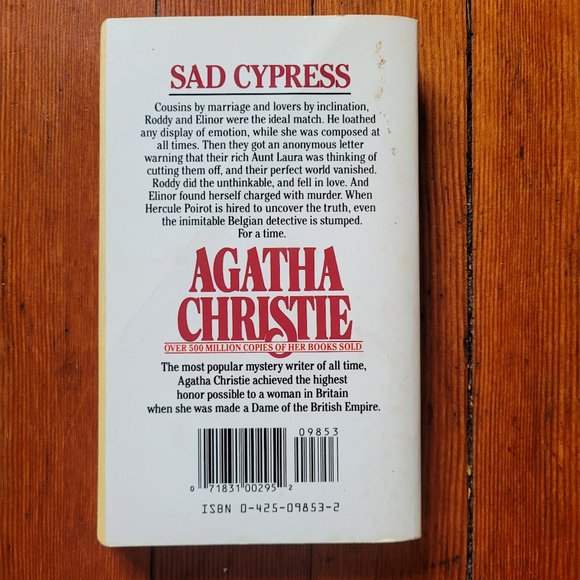 SAD CYPRESS
Cousins by marriage and lovers by inclination,
Roddy and Elinor were the ideal match. He loathed
any display of emotion, while she was composed at
all times. Then they got an anonymous letter
warning that their rich Aunt Laura was thinking of
cutting them off, and their perfect world vanished.
Roddy did the unthinkable, and fell in love. And
Elinor found herself charged with murder. When
Hercule Poirot is hired to uncover the truth, even
the inimitable Belgian detective is stumped.
For a time.
AGATHA
CHRISTIE
OVER 500 MILLION COPIES OF HER BOOKS SOLD
The most popular mystery writer of all time,
Agatha Christie achieved the highest
honor possible to a woman in Britain
when she was made a Dame of the British Empire.
09853
0 71831 00295 2
ISBN 0-425-09853-2